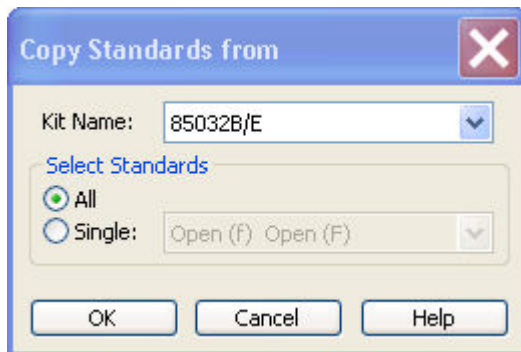 Copy Standards from
Kit Name: 85032B/E
Select Standards
All
Single: Open (f) Open (F)
OK Cancel Help